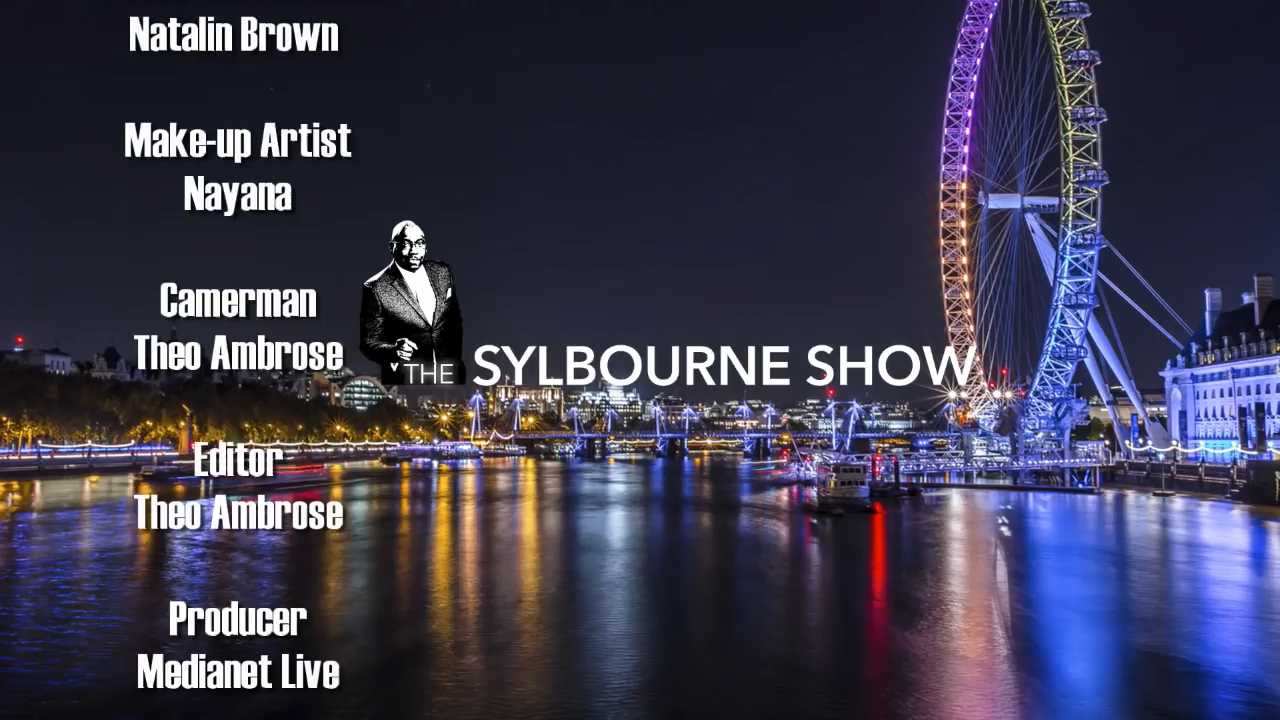 Natalin Brown
Make-up Artist
Nayana
Camerman
Theo Ambrose
THE SYLBOURNE SHOW
Editor
Theo Ambrose
Producer
Medianet Live